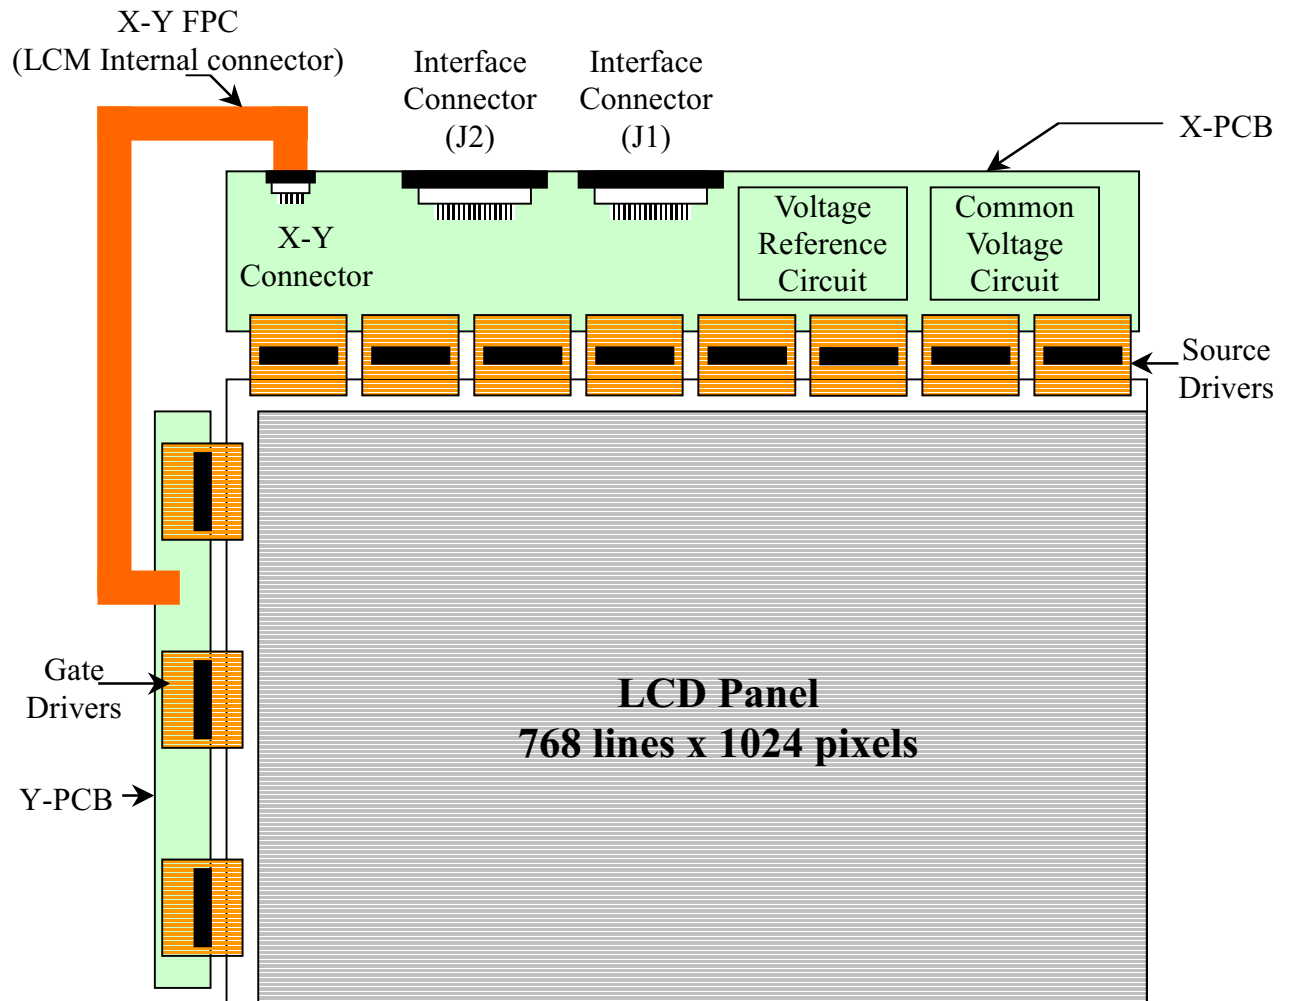 X-Y FPC
(LCM Internal connector)
Interface
Connector
(J2)
Interface
Connector
(J1)
X-PCB
X-Y
Connector
Voltage
Reference
Circuit
Common
Voltage
Circuit
Source
Drivers
Gate
Drivers
LCD Panel
768 lines x 1024 pixels
Y-PCB